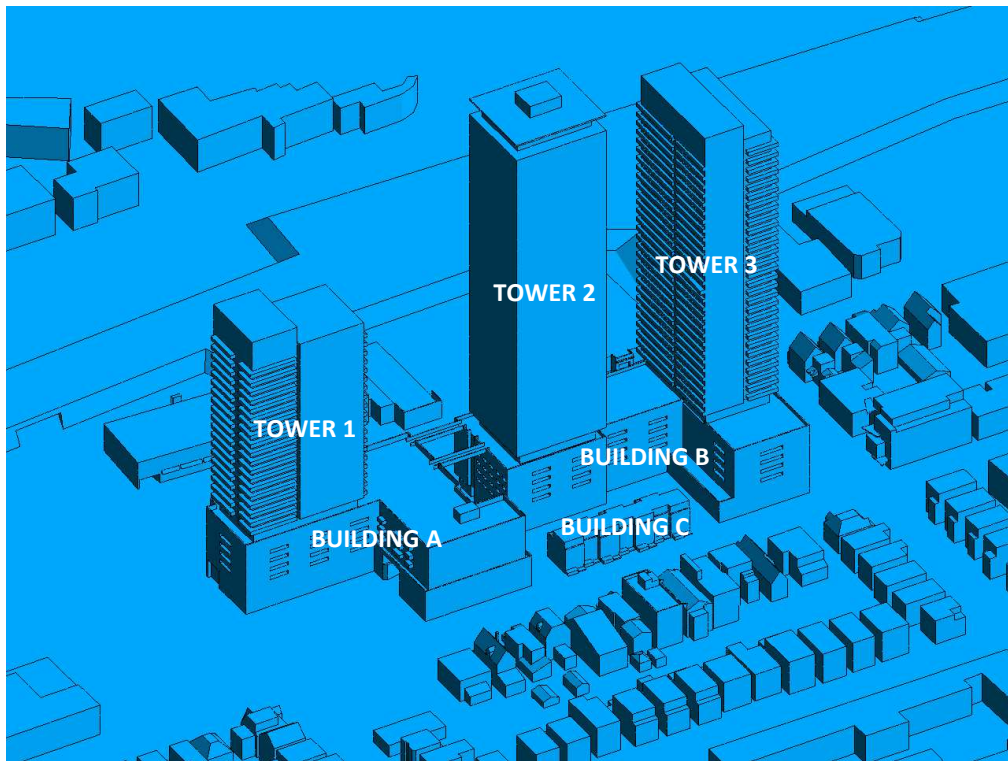 TOWER 3
TOWER 2
TOWER 1
BUILDING B
BUILDING C
BUILDING A